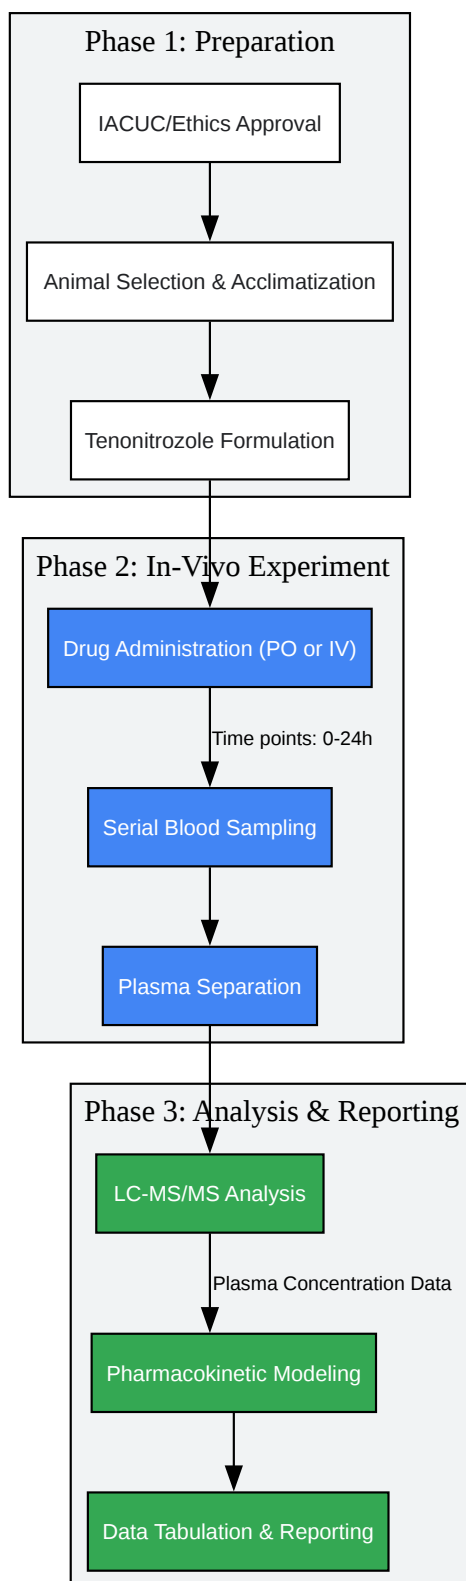 Phase 1: Preparation
IACUC/Ethics Approval
Animal Selection & Acclimatization
Tenonitrozole Formulation
Phase 2: In-Vivo Experiment
Drug Administration (PO or IV)
Time points: 0-24h
Serial Blood Sampling
Plasma Separation
Phase 3: Analysis & Reporting
LC-MS/MS Analysis
Plasma Concentration Data
Pharmacokinetic Modeling
Data Tabulation & Reporting